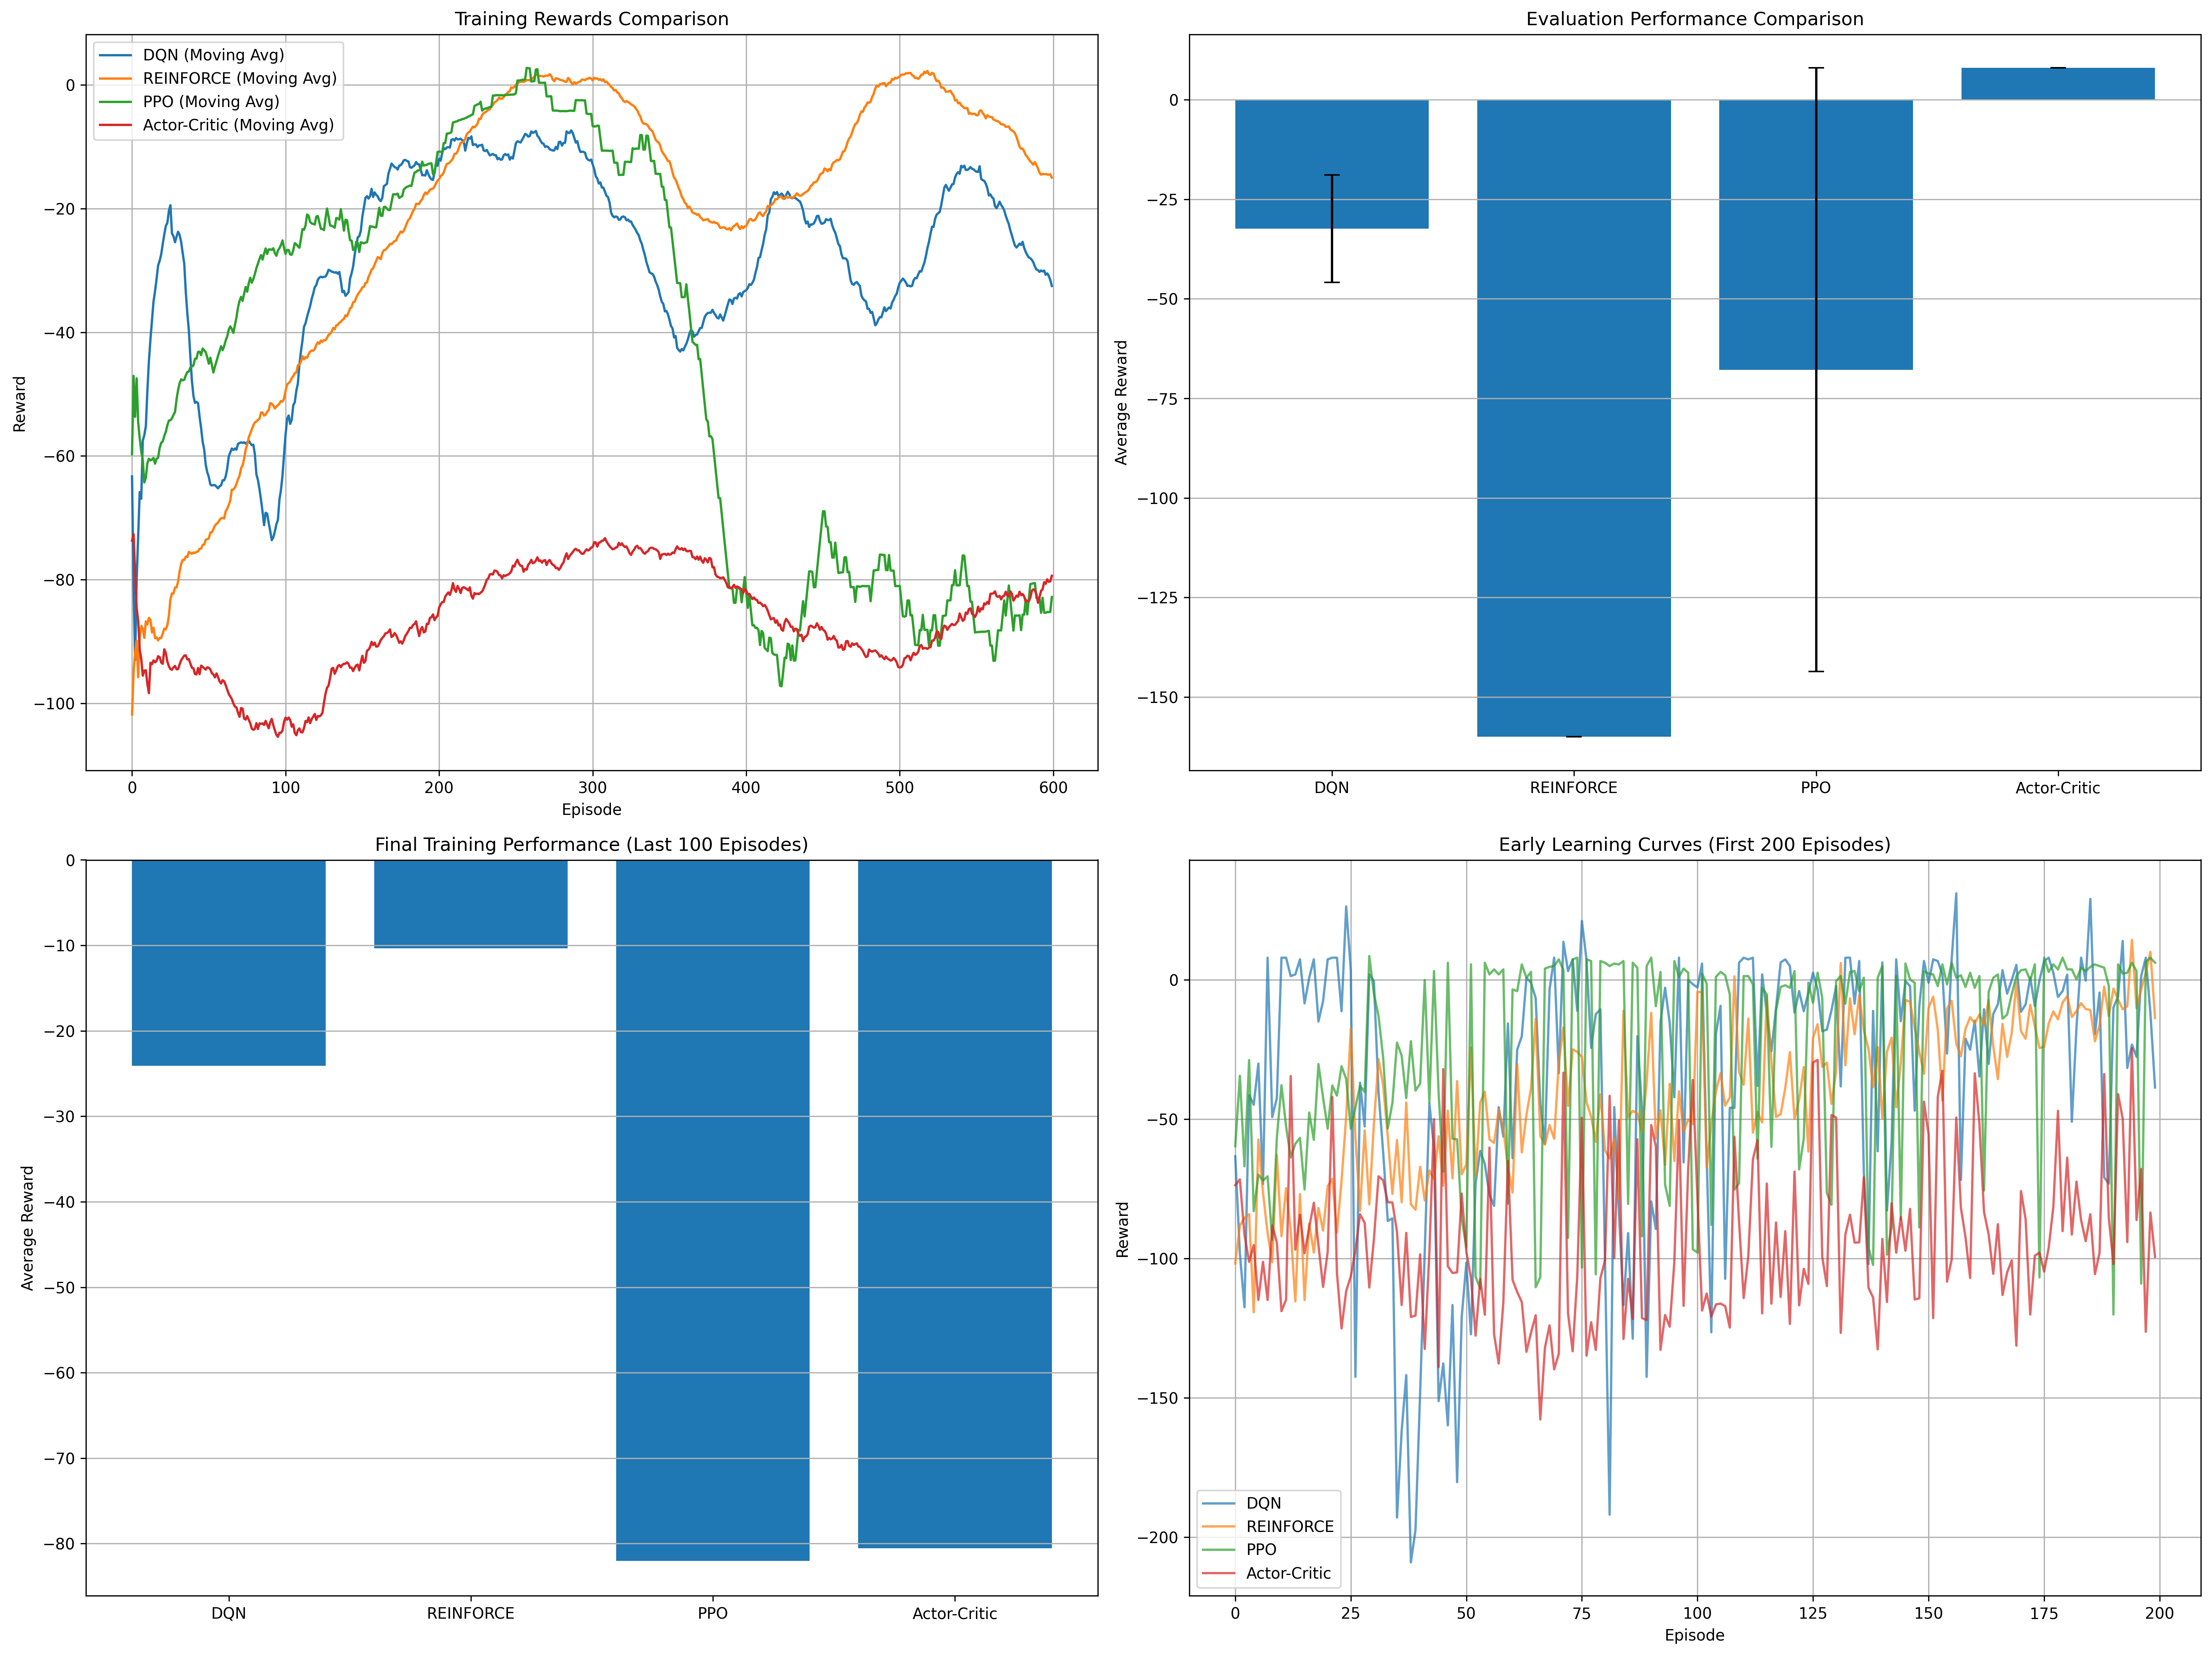 Training Rewards Comparison
DQN (Moving Avg)
REINFORCE (Moving Avg)
PPO (Moving Avg)
Actor-Critic (Moving Avg)
0
−20
−40
−60
−80
−100
Reward
0 100 200 300 400 500 600
Episode
Evaluation Performance Comparison
0
−25
−50
−75
−100
−125
−150
Average Reward
DQN REINFORCE PPO Actor-Critic
Final Training Performance (Last 100 Episodes)
0
−10
−20
−30
−40
−50
−60
−70
−80
Average Reward
DQN REINFORCE PPO Actor-Critic
Early Learning Curves (First 200 Episodes)
0
−50
−100
−150
−200
Reward
DQN
REINFORCE
PPO
Actor-Critic
0 25 50 75 100 125 150 175 200
Episode